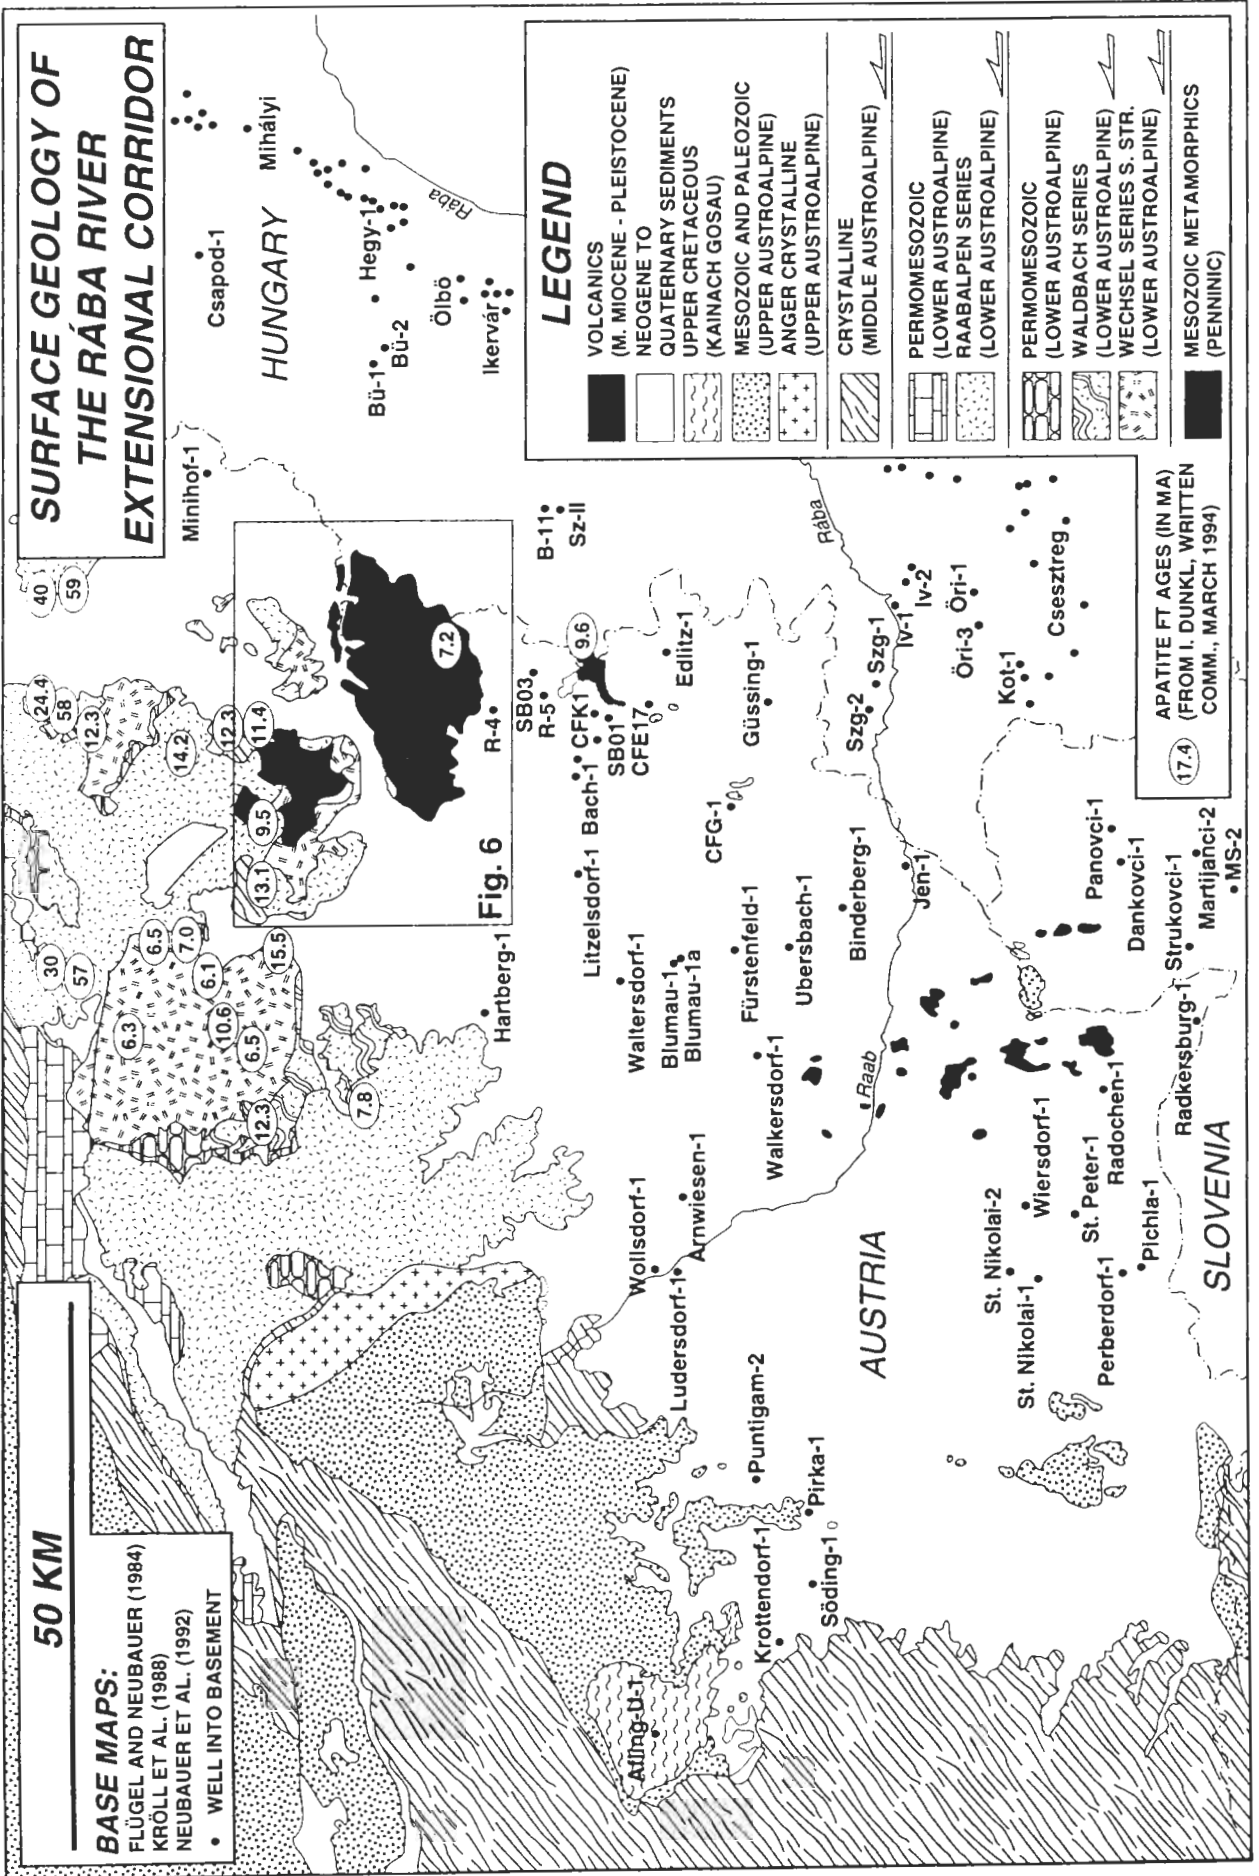 SURFACE GEOLOGY OF
THE RÁBA RIVER
EXTENSIONAL CORRIDOR
50 KM
BASE MAPS:
FLÜGEL AND NEUBAUER (1984)
KRÖLL ET AL. (1988)
NEUBAUER ET AL. (1992)
• WELL INTO BASEMENT
LEGEND
VOLCANICS
(M. MIOCENE - PLEISTOCENE)
NEOGENE TO
QUATERNARY SEDIMENTS
UPPER CRETACEOUS
(KAINACH GOSAU)
MESOZOIC AND PALEOZOIC
(UPPER AUSTROALPINE)
ANGER CRYSTALLINE
(UPPER AUSTROALPINE)
CRYSTALLINE
(MIDDLE AUSTROALPINE)
PERMOMESOZOIC
(LOWER AUSTROALPINE)
RAABALPEN SERIES
(LOWER AUSTROALPINE)
PERMOMESOZOIC
(LOWER AUSTROALPINE)
WALDBACH SERIES
(LOWER AUSTROALPINE)
WECHSEL SERIES S. STR.
(LOWER AUSTROALPINE)
MESOZOIC METAMORPHICS
(PENNINIC)
17.4
APATITE FT AGES (IN MA)
(FROM I. DUNKL, WRITTEN
COMM., MARCH 1994)
40
59
24.4
58
12.3
14.2
12.3
11.4
9.5
13.1
7.2
9.6
30
57
6.5
7.0
6.1
15.5
6.3
10.6
6.5
12.3
7.8
Fig. 6
HUNGARY
AUSTRIA
SLOVENIA
Mihályi
Csapod-1
Hegy-1
Rába
Bü-1
Bü-2
Ölbö
Ikervár
Minihof-1
B-11
Sz-II
R-4
SB03
R-5
CFK1
SB01
CFE17
Bach-1
Litzelsdorf-1
Edlitz-1
Güssing-1
CFG-1
Szg-2
Szg-1
Rába
Iv-1
Iv-2
Öri-1
Öri-3
Kot-1
Csesztreg
Hartberg-1
Waltersdorf-1
Blumau-1
Blumau-1a
Fürstenfeld-1
Ubersbach-1
Binderberg-1
Jen-1
Walkersdorf-1
Raab
Panovci-1
Dankovci-1
Strukovci-1
Martijanci-2
MS-2
Radkersburg-1
Radochen-1
St. Peter-1
Wiersdorf-1
Pichla-1
Perberdorf-1
St. Nikolai-2
St. Nikolai-1
Wollsdorf-1
Arnwiesen-1
Ludersdorf-1
Puntigam-2
Pirka-1
Krottendorf-1
Söding-1
Afling-U-1